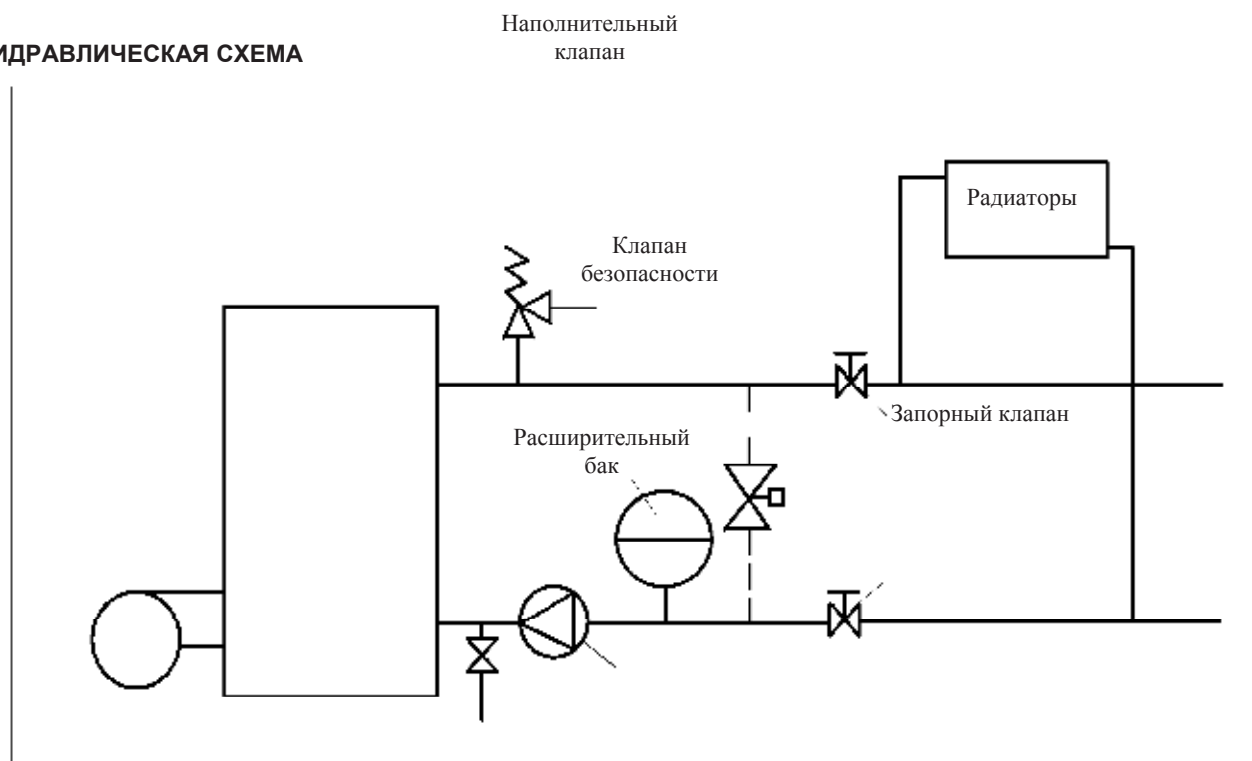 Наполнительный
клапан
ИДРАВЛИЧЕСКАЯ СХЕМА
Радиаторы
Клапан
безопасности
Запорный клапан
Расширительный
бак